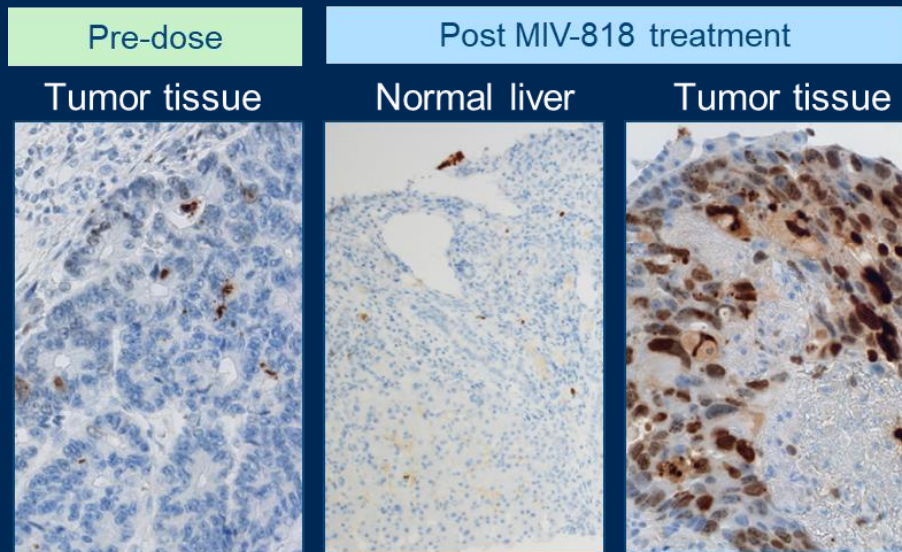 Pre-dose
Post MIV-818 treatment
Tumor tissue
Normal liver
Tumor tissue